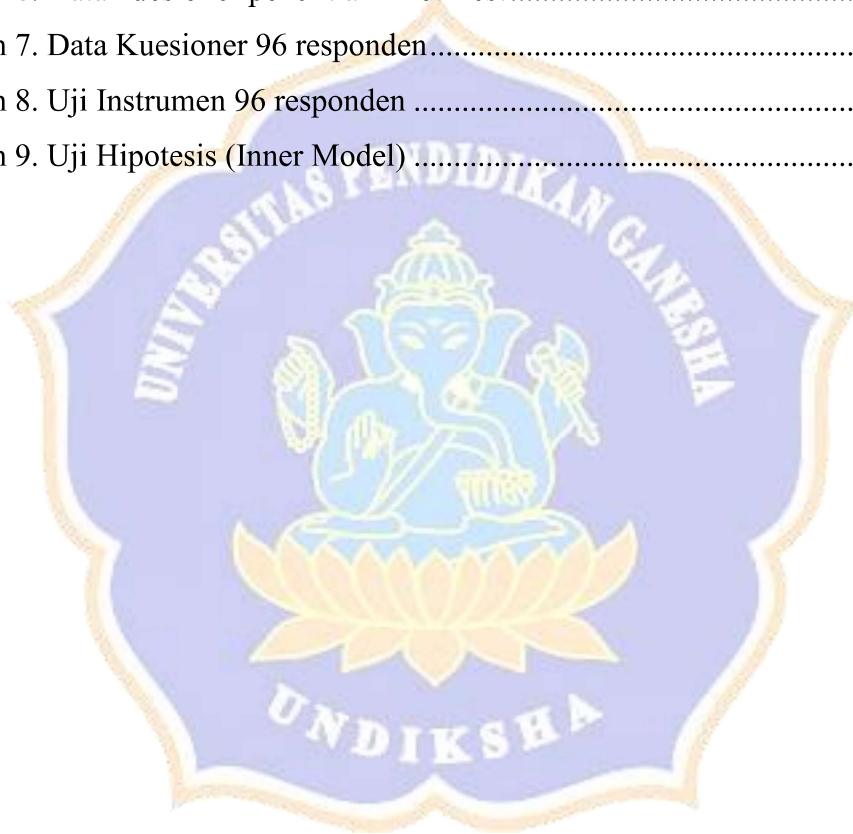 n 7. Data Kuesioner 96 responden
n 8. Uji Instrumen 96 responden
n 9. Uji Hipotesis (Inner Model)
UNIVERSITAS PENDIDIKAN GANESHA
UNDIKSHA